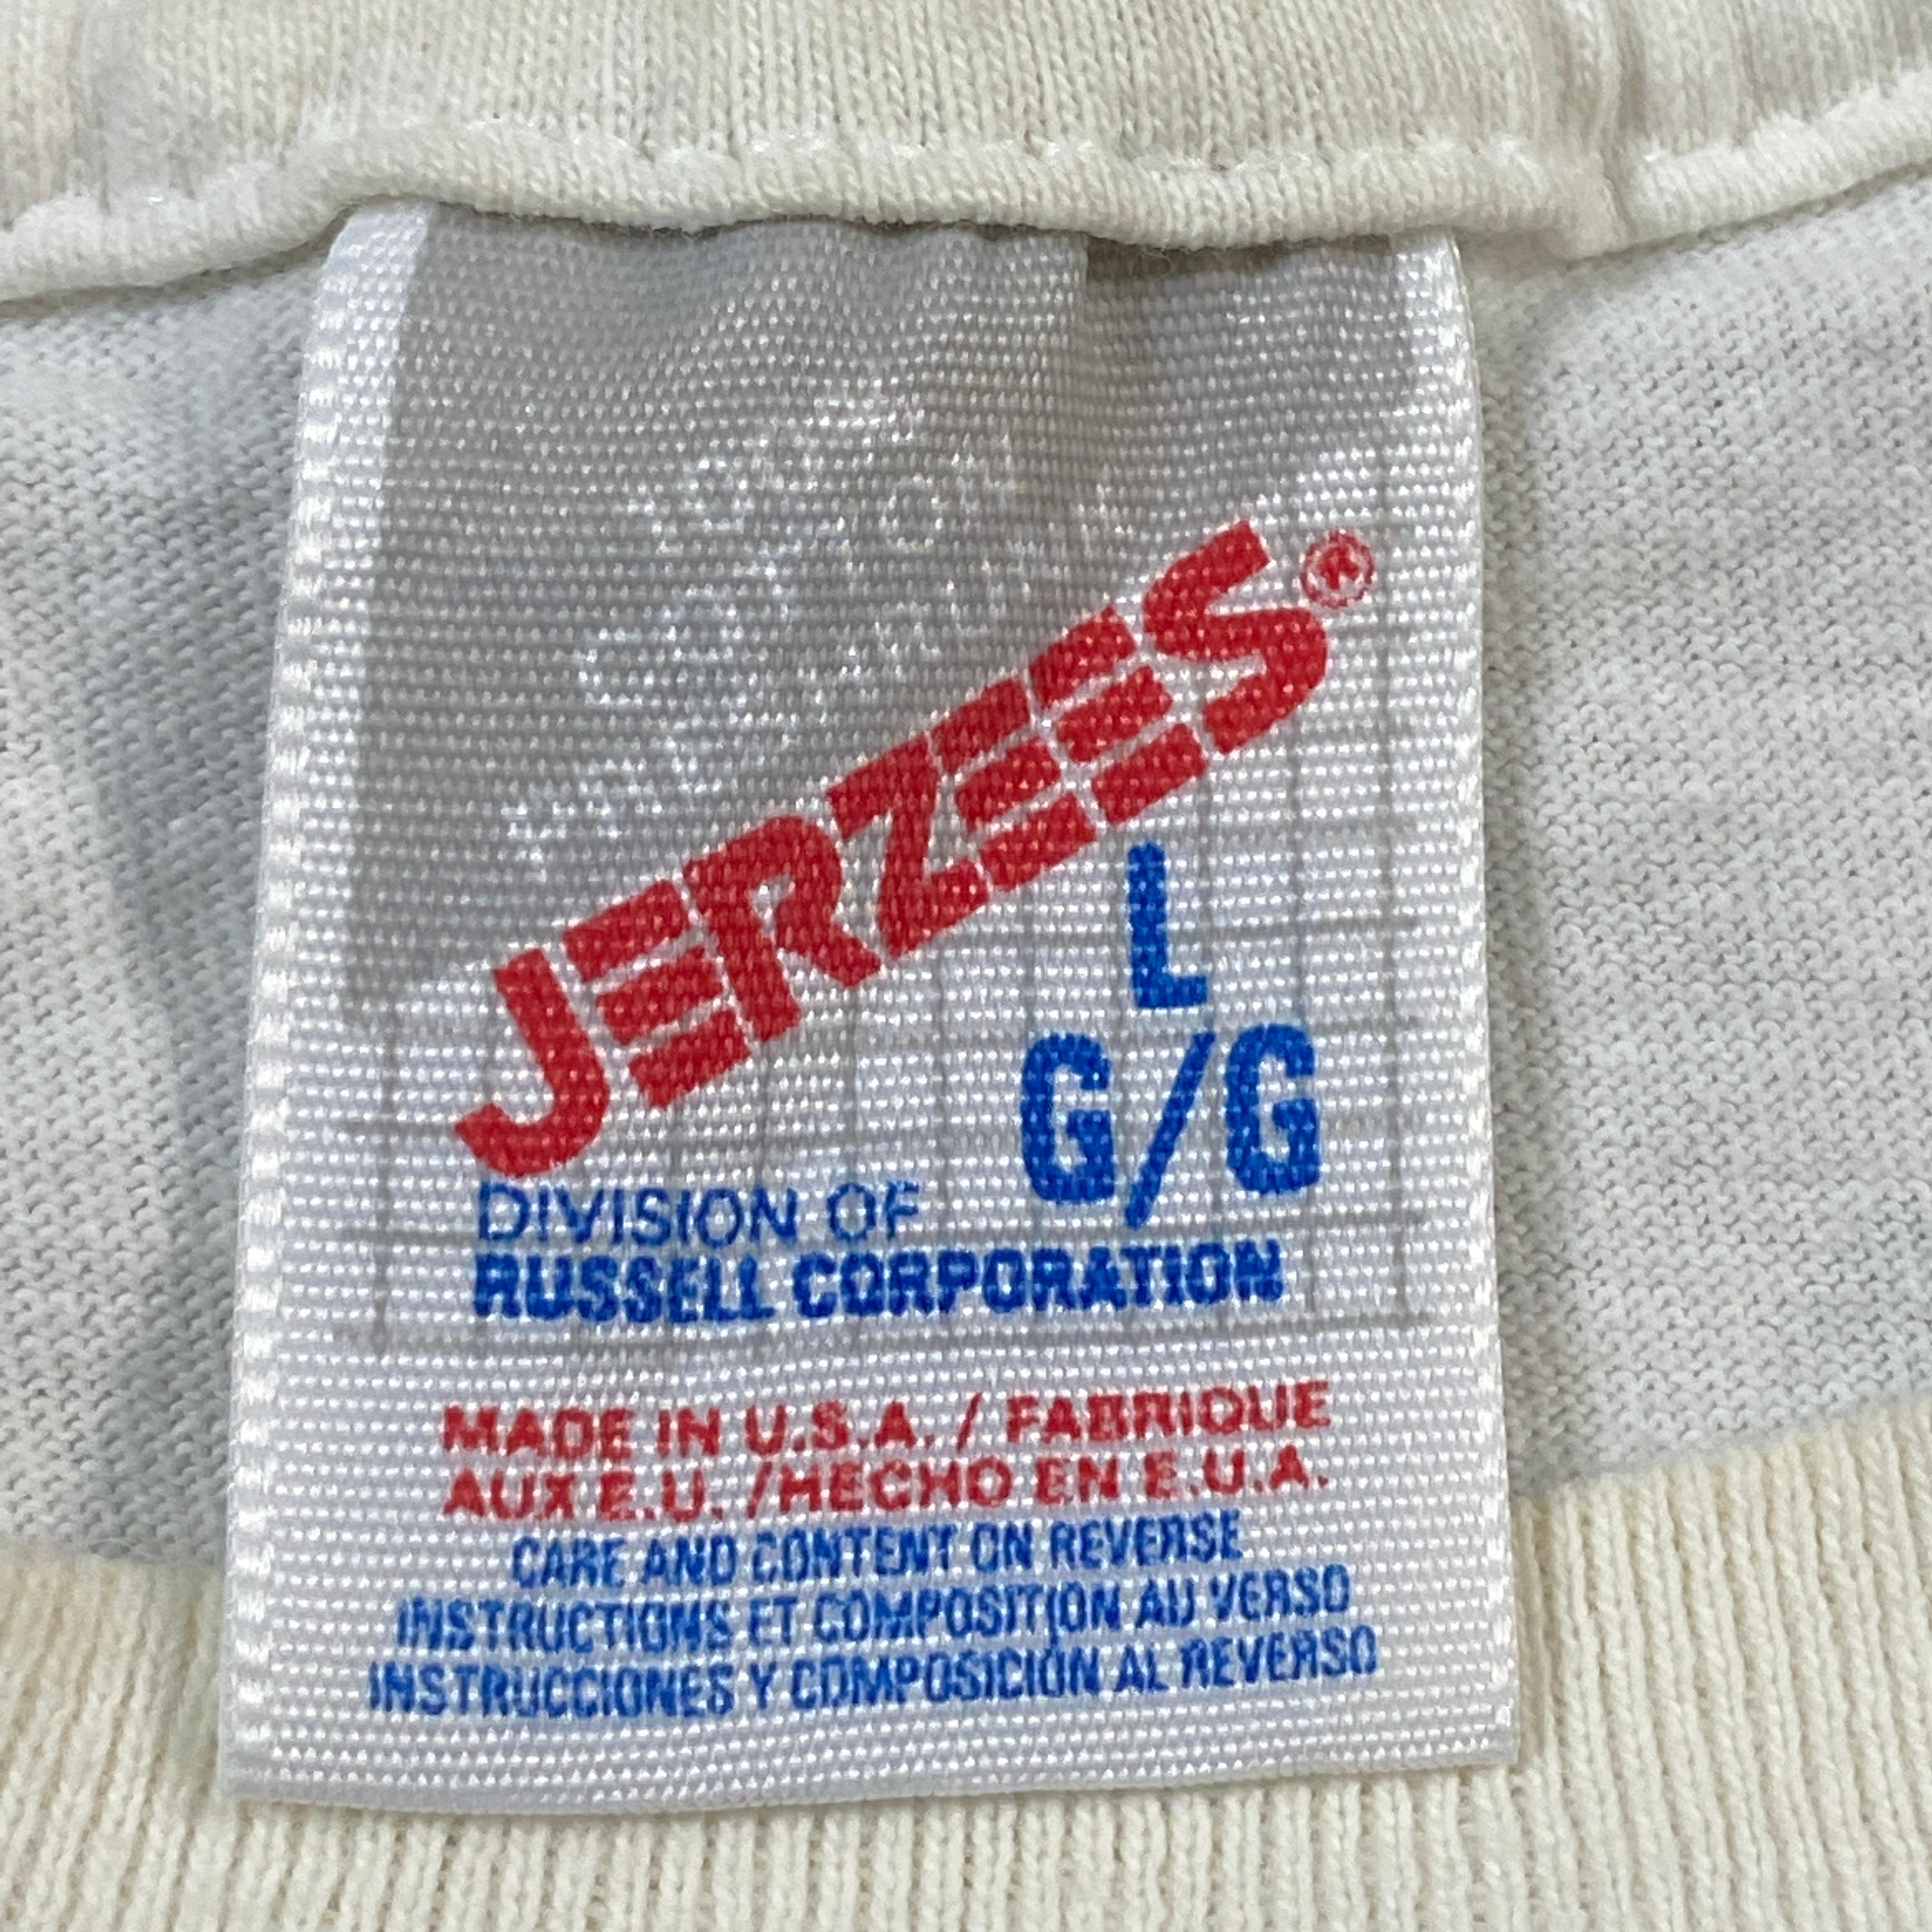 JERZEES®
L
G/G
DIVISION OF
RUSSELL CORPORATION
MADE IN U.S.A. / FABRIQUE
AUX E.U. /HECHO EN E.U.A.
CARE AND CONTENT ON REVERSE
INSTRUCTIONS ET COMPOSITION AU VERSO
INSTRUCCIONES Y COMPOSICIÓN AL REVERSO